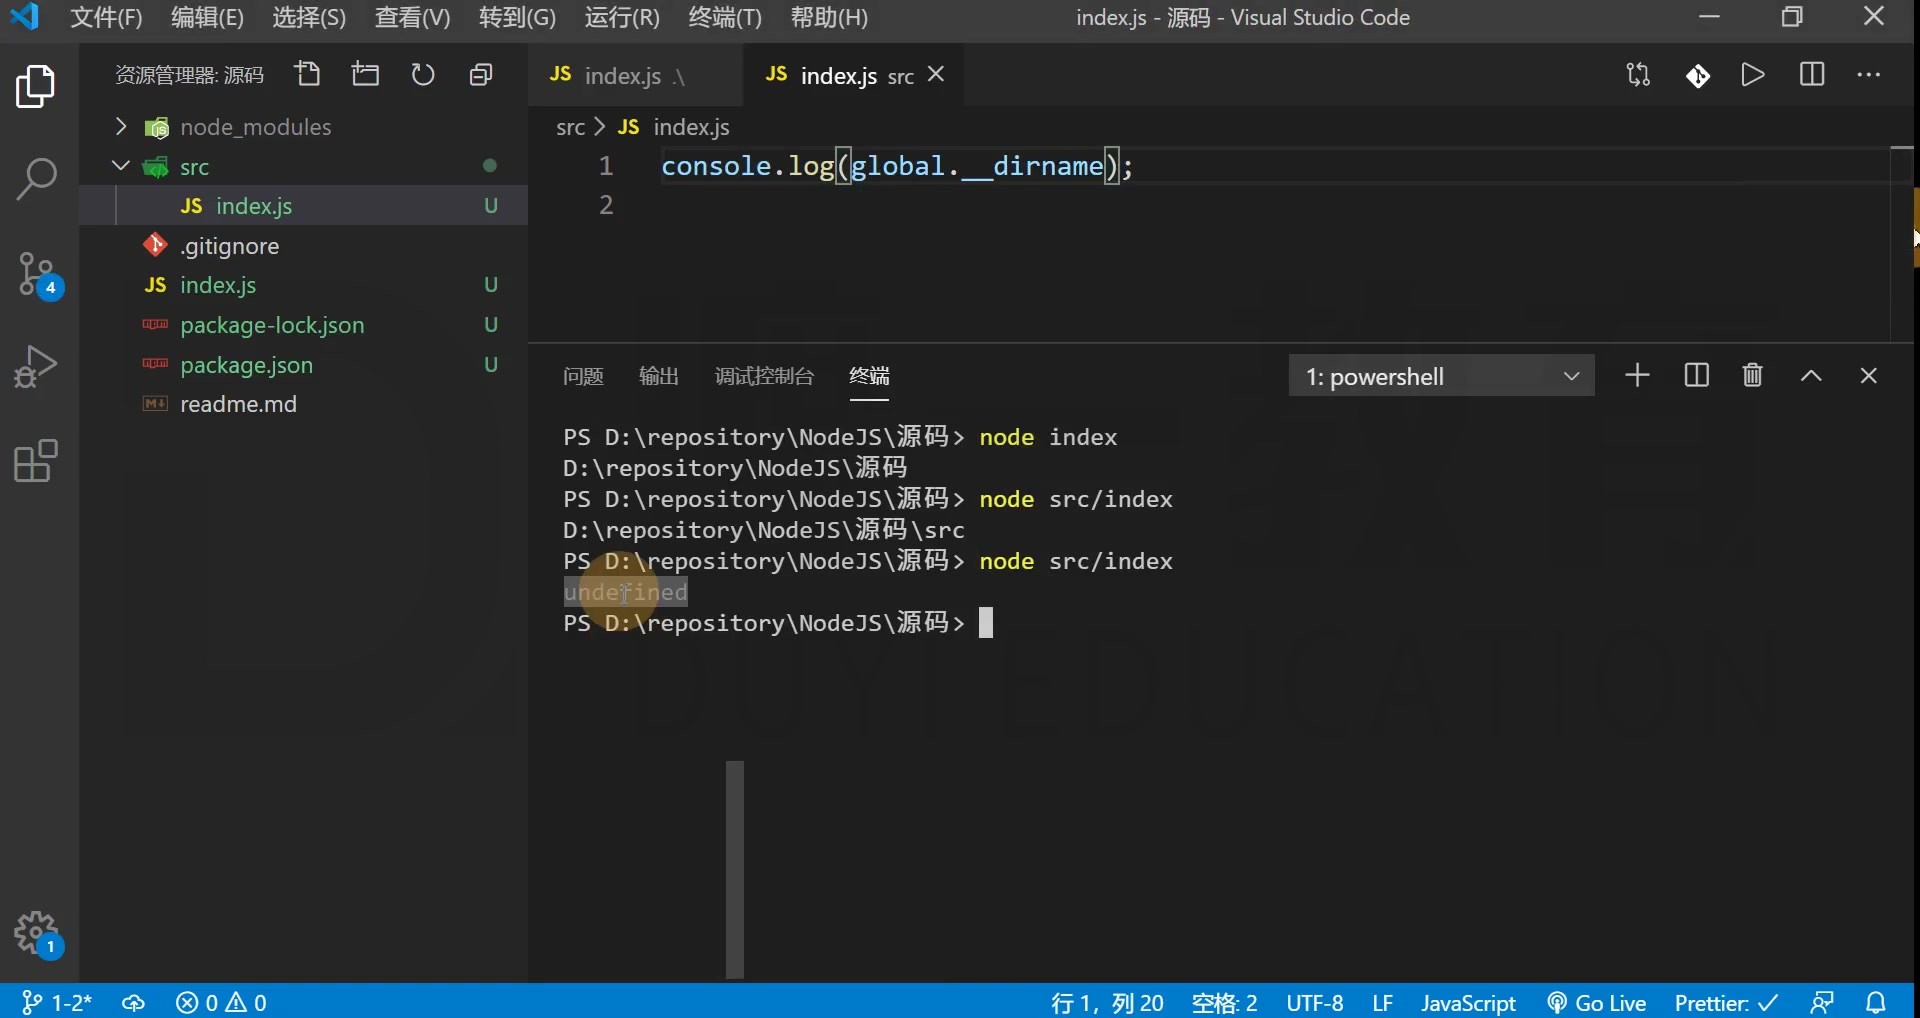 文件(F) 编辑(E) 选择(S) 查看(V) 转到(G) 运行(R) 终端(T) 帮助(H) index.js - 源码 - Visual Studio Code
资源管理器: 源码
node_modules
src
JS index.js U
.gitignore
JS index.js U
package-lock.json U
package.json U
readme.md
4
1
JS index.js .\
JS index.js src
src > JS index.js
1 console.log(global.__dirname);
2
问题 输出 调试控制台 终端
1: powershell
PS D:\repository\NodeJS\源码> node index
D:\repository\NodeJS\源码
PS D:\repository\NodeJS\源码> node src/index
D:\repository\NodeJS\源码\src
PS D:\repository\NodeJS\源码> node src/index
undefined
PS D:\repository\NodeJS\源码>
DUYI EDUCATION
1-2* 0 0 行 1，列 20 空格: 2 UTF-8 LF JavaScript Go Live Prettier: ✓